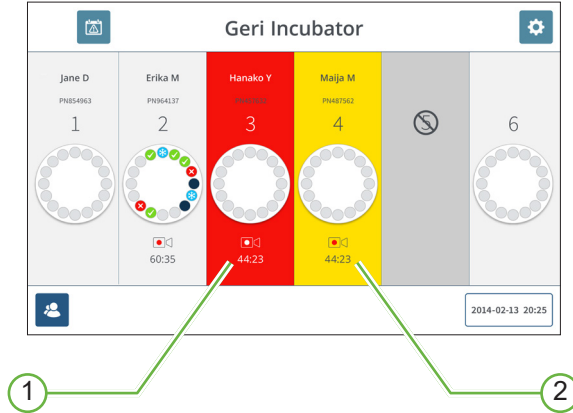 Geri Incubator
Jane D
PN854963
1
Erika M
PN964137
2
60:35
Hanako Y
3
44:23
Maija M
PN487562
4
44:23
5
6
2014-02-13 20:25
1
2